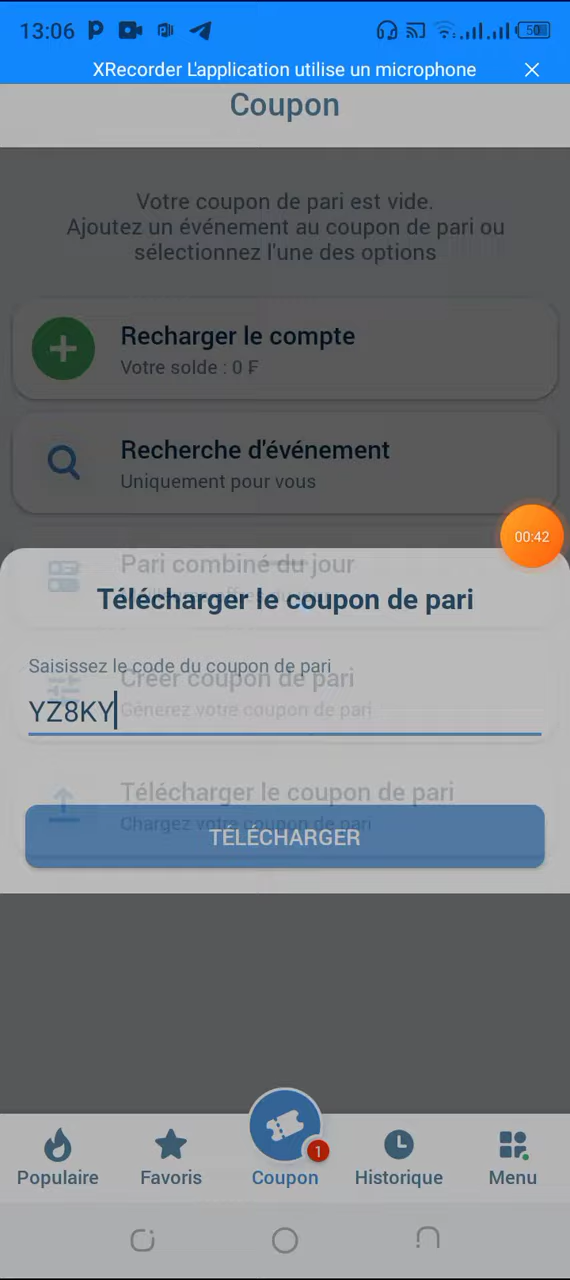 13:06
50
XRecorder L'application utilise un microphone
Coupon
Votre coupon de pari est vide.
Ajoutez un événement au coupon de pari ou
sélectionnez l'une des options
Recharger le compte
Votre solde : 0 ₣
Recherche d'événement
Uniquement pour vous
00:42
Pari combiné du jour
Télécharger le coupon de pari
Saisissez le code du coupon de pari
Créer coupon de pari
YZ8KY
Génerez votre coupon de pari
Télécharger le coupon de pari
Chargez votre coupon de pari
TÉLÉCHARGER
1
Populaire
Favoris
Coupon
Historique
Menu